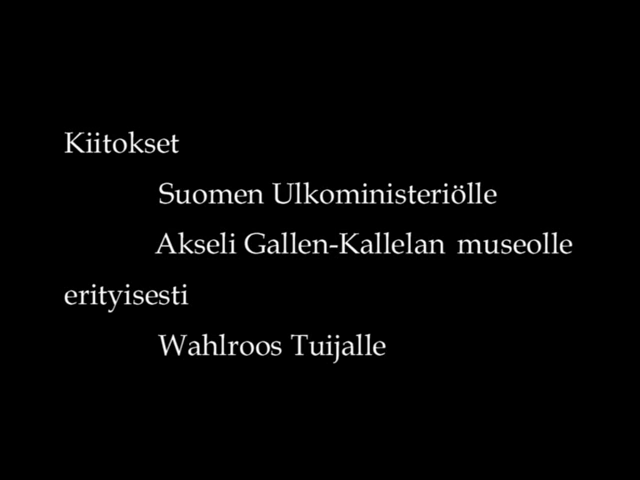 Kiitokset
Suomen Ulkoministeriölle
Akseli Gallen-Kallelan museolle
erityisesti
Wahlroos Tuijalle